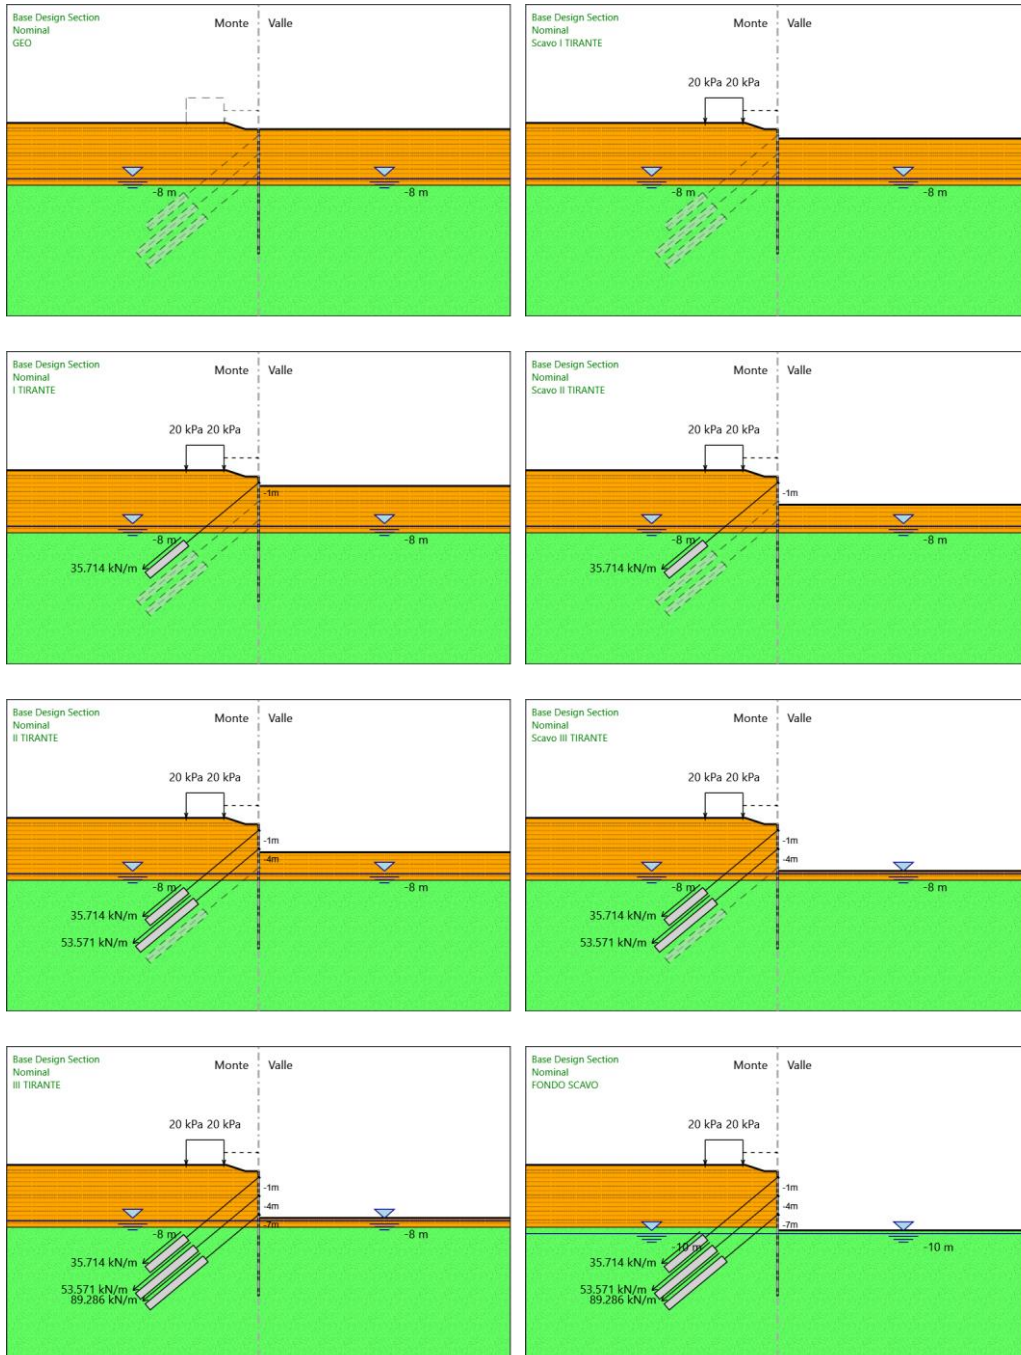 Base Design Section
Nominal
GEO
Monte Valle
-8 m
-8 m
Base Design Section
Nominal
Scavo I TIRANTE
Monte Valle
20 kPa 20 kPa
-8 m
-8 m
Base Design Section
Nominal
I TIRANTE
Monte Valle
20 kPa 20 kPa
-1m
-8 m
-8 m
35.714 kN/m
Base Design Section
Nominal
Scavo II TIRANTE
Monte Valle
20 kPa 20 kPa
-1m
-8 m
-8 m
35.714 kN/m
Base Design Section
Nominal
II TIRANTE
Monte Valle
20 kPa 20 kPa
-1m
-4m
-8 m
-8 m
35.714 kN/m
53.571 kN/m
Base Design Section
Nominal
Scavo III TIRANTE
Monte Valle
20 kPa 20 kPa
-1m
-4m
-8 m
-8 m
35.714 kN/m
53.571 kN/m
Base Design Section
Nominal
III TIRANTE
Monte Valle
20 kPa 20 kPa
-1m
-4m
-7m
-8 m
-8 m
35.714 kN/m
53.571 kN/m
89.286 kN/m
Base Design Section
Nominal
FONDO SCAVO
Monte Valle
20 kPa 20 kPa
-1m
-4m
-7m
-10 m
-10 m
35.714 kN/m
53.571 kN/m
89.286 kN/m